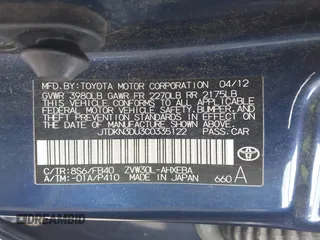 MFD.BY:TOYOTA MOTOR CORPORATION 04/12
GVWR 3980LB GAWR FR 2270LB RR 2175LB
THIS VEHICLE CONFORMS TO ALL APPLICABLE
FEDERAL MOTOR VEHICLE SAFETY, BUMPER,
AND THEFT PREVENTION STANDARDS IN
EFFECT ON THE DATE OF MANUFACTURE
SHOWN ABOVE.
JTDKN3DU3C0335122 PASS.CAR
C/TR:8S6/FB40 ZVW30L-AHXEBA
A/TM:-01A/P410 MADE IN JAPAN 660A